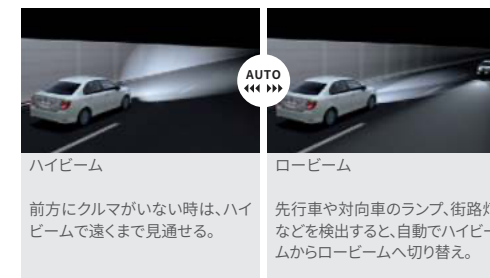 AUTO
ハイビーム
前方にクルマがいない時は、ハイ
ビームで遠くまで見通せる。
ロービーム
先行車や対向車のランプ、街路灯
などを検出すると、自動でハイビー
ムからロービームへ切り替え。